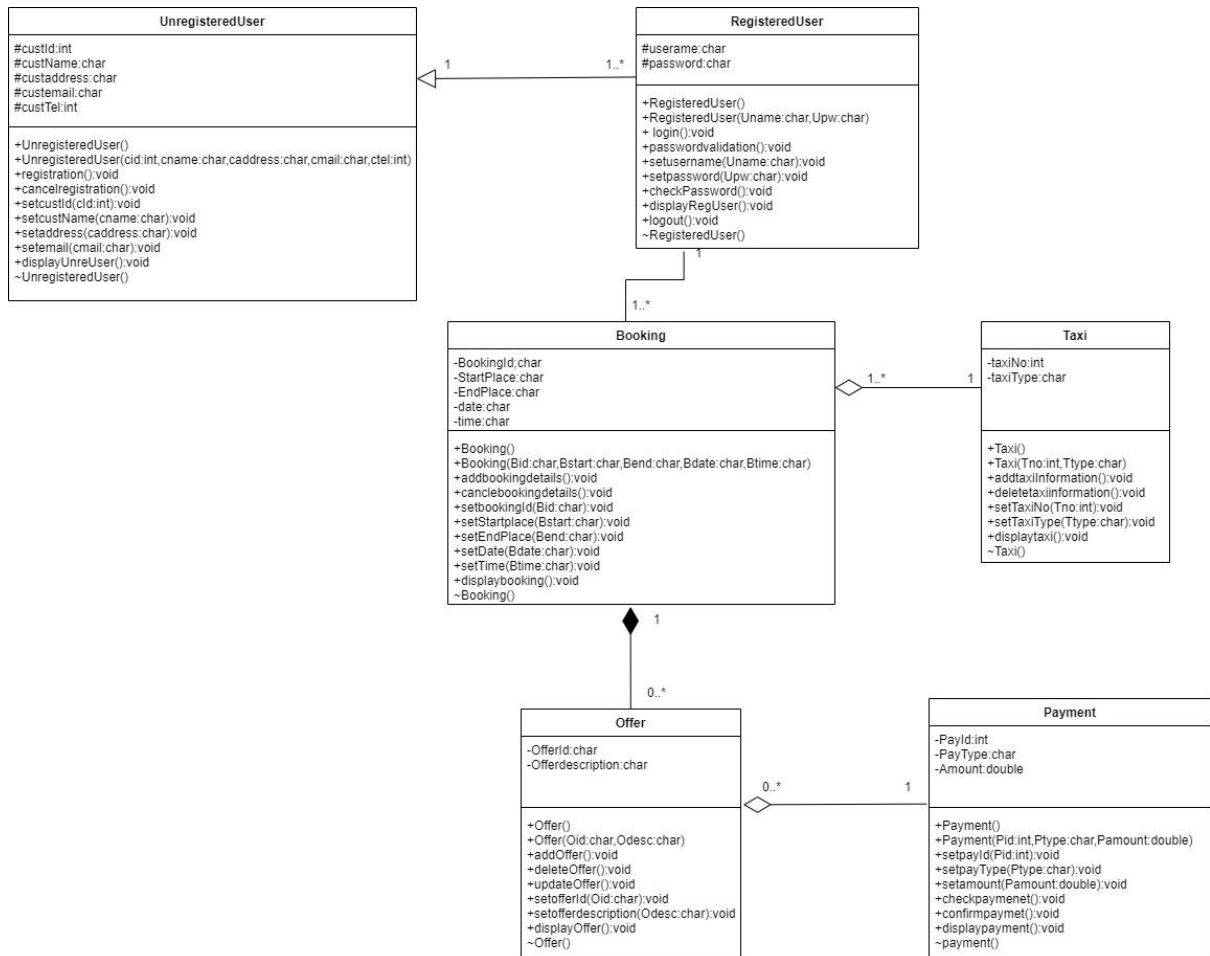 UnregisteredUser
#custId:int
#custName:char
#custaddress:char
#custemail:char
#custTel:int
+UnregisteredUser()
+UnregisteredUser(cid:int,cname:char,caddress:char,cmail:char,ctel:int)
+registration():void
+cancelregistration():void
+setcustId(cId:int):void
+setcustName(cname:char):void
+setaddress(caddress:char):void
+setemail(cmail:char):void
+displayUnreUser():void
~UnregisteredUser()
1
1..*
RegisteredUser
#userame:char
#password:char
+RegisteredUser()
+RegisteredUser(Uname:char,Upw:char)
+ login():void
+passwordvalidation():void
+setusername(Uname:char):void
+setpassword(Upw:char):void
+checkPassword():void
+displayRegUser():void
+logout():void
~RegisteredUser()
1
1..*
Booking
-BookingId;char
-StartPlace:char
-EndPlace:char
-date:char
-time:char
+Booking()
+Booking(Bid:char,Bstart:char,Bend:char,Bdate:char,Btime:char)
+addbookingdetails():void
+canclebookingdetails():void
+setbookingId(Bid:char):void
+setStartplace(Bstart:char):void
+setEndPlace(Bend:char):void
+setDate(Bdate:char):void
+setTime(Btime:char):void
+displaybooking():void
~Booking()
1..*
1
Taxi
-taxiNo:int
-taxiType:char
+Taxi()
+Taxi(Tno:int,Ttype:char)
+addtaxiInformation():void
+deletetaxiinformation():void
+setTaxiNo(Tno:int):void
+setTaxiType(Ttype:char):void
+displaytaxi():void
~Taxi()
1
0..*
Offer
-OfferId:char
-Offerdescription:char
+Offer()
+Offer(Oid:char,Odesc:char)
+addOffer():void
+deleteOffer():void
+updateOffer():void
+setofferId(Oid:char):void
+setofferdescription(Odesc:char):void
+displayOffer():void
~Offer()
0..*
1
Payment
-PayId:int
-PayType:char
-Amount:double
+Payment()
+Payment(Pid:int,Ptype:char,Pamount:double)
+setpayId(Pid:int):void
+setpayType(Ptype:char):void
+setamount(Pamount:double):void
+checkpaymenet():void
+confirmpaymet():void
+displaypayment():void
~payment()